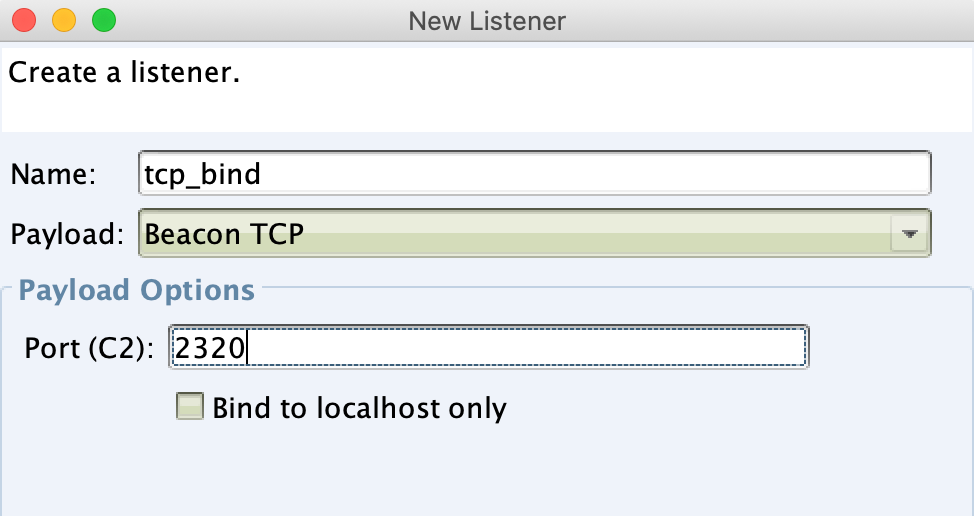 New Listener
Create a listener.
Name: tcp_bind
Payload: Beacon TCP
Payload Options
Port (C2): 2320
Bind to localhost only